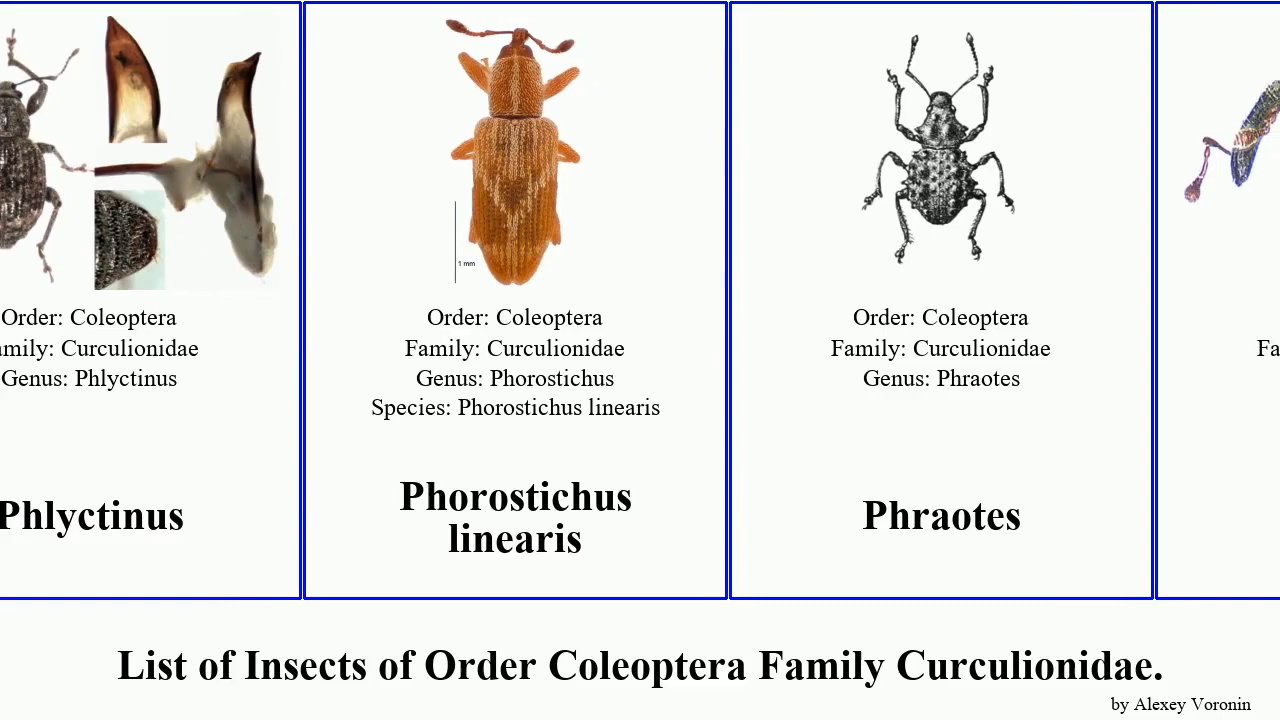 Order: Coleoptera
Family: Curculionidae
Genus: Phlyctinus
Phlyctinus
1 mm
Order: Coleoptera
Family: Curculionidae
Genus: Phorostichus
Species: Phorostichus linearis
Phorostichus
linearis
Order: Coleoptera
Family: Curculionidae
Genus: Phraotes
Phraotes
Fa
List of Insects of Order Coleoptera Family Curculionidae.
by Alexey Voronin